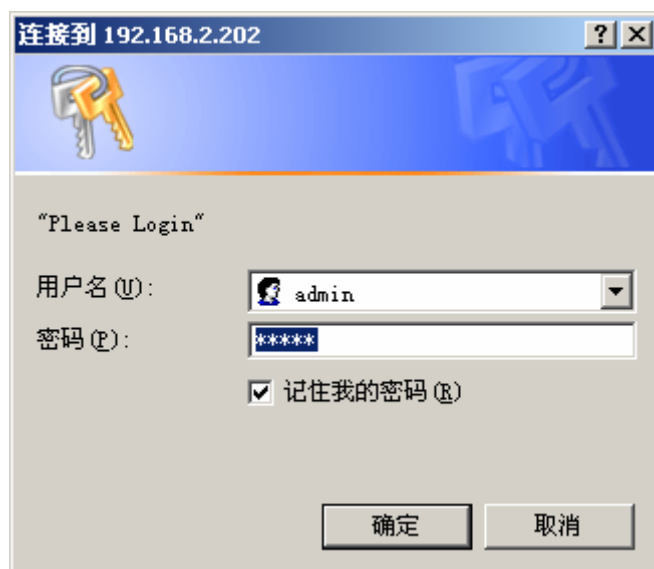 连接到 192.168.2.202
"Please Login"
用户名(U): admin
密码(P): *****
记住我的密码(R)
确定 取消